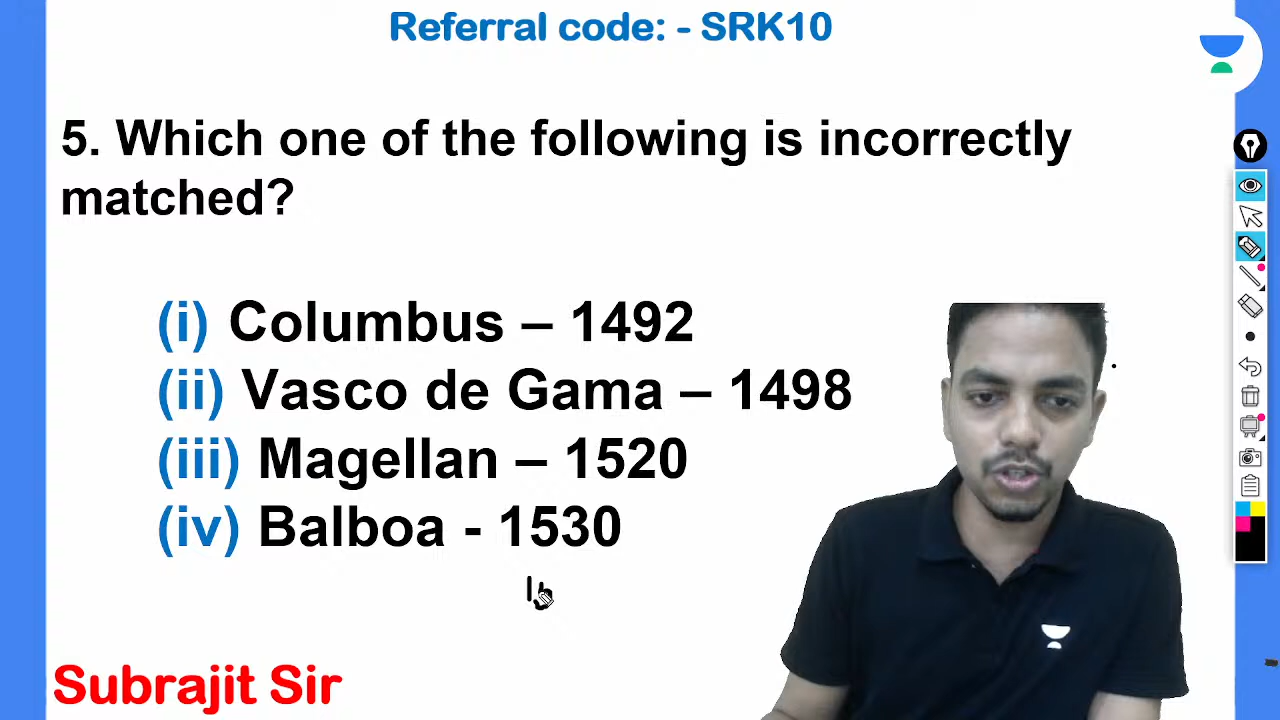 Referral code: - SRK10
5. Which one of the following is incorrectly
matched?
(i) Columbus – 1492
(ii) Vasco de Gama – 1498
(iii) Magellan – 1520
(iv) Balboa - 1530
Subrajit Sir